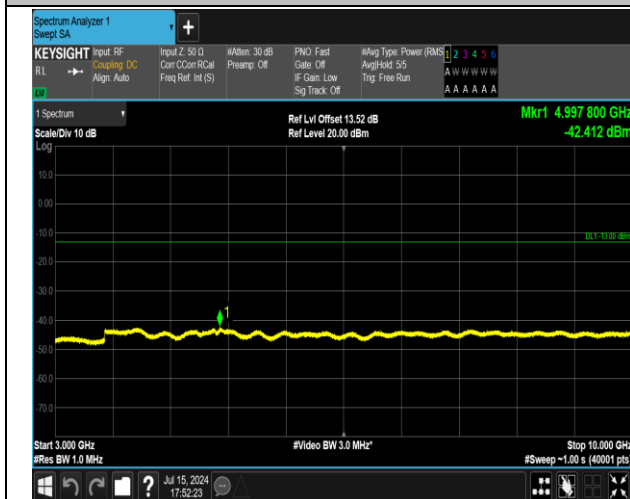 Spectrum Analyzer 1
Swept SA
+
KEYSIGHT
RL
Input: RF
Coupling: DC
Align: Auto
Input Z: 50 Ω
Corr CCorr RCal
Freq Ref: Int (S)
#Atten: 30 dB
Preamp: Off
PNO: Fast
Gate: Off
IF Gain: Low
Sig Track: Off
#Avg Type: Power (RMS
Avg|Hold: 5/5
Trig: Free Run
1 2 3 4 5 6
A W W W W W
A A A A A A
LXI
1 Spectrum
Scale/Div 10 dB
Log
Ref Lvl Offset 13.52 dB
Ref Level 20.00 dBm
Mkr1 4.997 800 GHz
-42.412 dBm
10.0
0.00
-10.0
DL1 -13.00 dBm
-20.0
-30.0
-40.0
1
-50.0
-60.0
-70.0
Start 3.000 GHz
#Res BW 1.0 MHz
#Video BW 3.0 MHz*
Stop 10.000 GHz
#Sweep ~1.00 s (40001 pts)
?
Jul 15, 2024
17:52:23